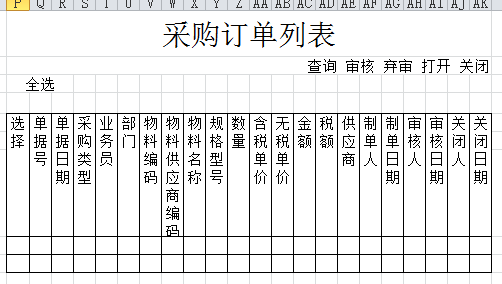 P Q R S T U V W X Y Z AA AB AC AD AE AF AG AH AI AJ AK
采购订单列表
查询 审核 弃审 打开 关闭
全选
选择 单据号 单据日期 采购类型 业务员 部门 物料编码 物料供应商编码 物料名称 规格型号 数量 含税单价 无税单价 金额 税额 供应商 制单人 制单日期 审核人 审核日期 关闭人 关闭日期